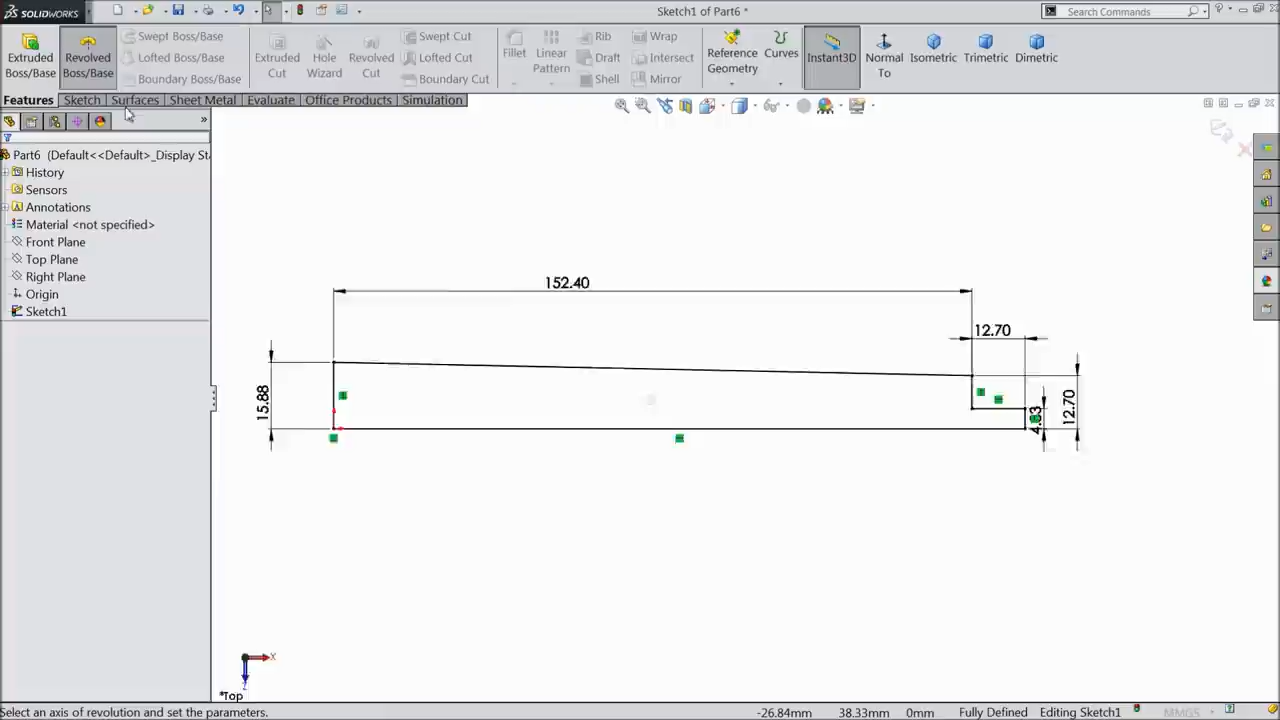 SOLIDWORKS
Sketch1 of Part6 *
Search Commands
Extruded Boss/Base
Revolved Boss/Base
Swept Boss/Base
Lofted Boss/Base
Boundary Boss/Base
Extruded Cut
Hole Wizard
Revolved Cut
Swept Cut
Lofted Cut
Boundary Cut
Fillet
Linear Pattern
Rib
Draft
Shell
Wrap
Intersect
Mirror
Reference Geometry
Curves
Instant3D
Normal To
Isometric
Trimetric
Dimetric
Features
Sketch
Surfaces
Sheet Metal
Evaluate
Office Products
Simulation
Part6 (Default<<Default>_Display Sta
History
Sensors
Annotations
Material <not specified>
Front Plane
Top Plane
Right Plane
Origin
Sketch1
152.40
12.70
15.88
12.70
X
Z
*Top
Select an axis of revolution and set the parameters.
-26.84mm
38.33mm
0mm
Fully Defined
Editing Sketch1
MMGS